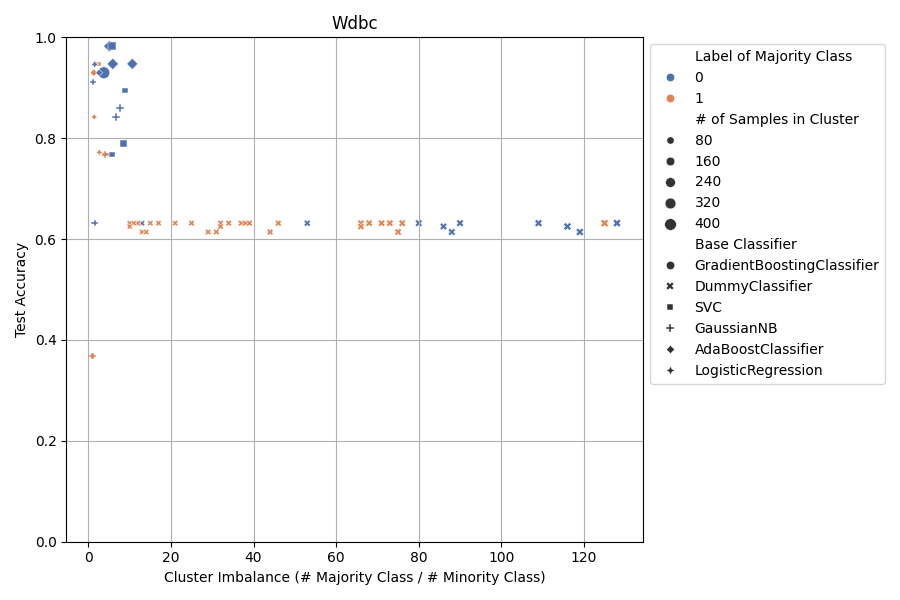 Wdbc
Test Accuracy
1.0
0.8
0.6
0.4
0.2
0.0
0
20
40
60
80
100
120
Cluster Imbalance (# Majority Class / # Minority Class)
Label of Majority Class
0
1
# of Samples in Cluster
80
160
240
320
400
Base Classifier
GradientBoostingClassifier
DummyClassifier
SVC
GaussianNB
AdaBoostClassifier
LogisticRegression